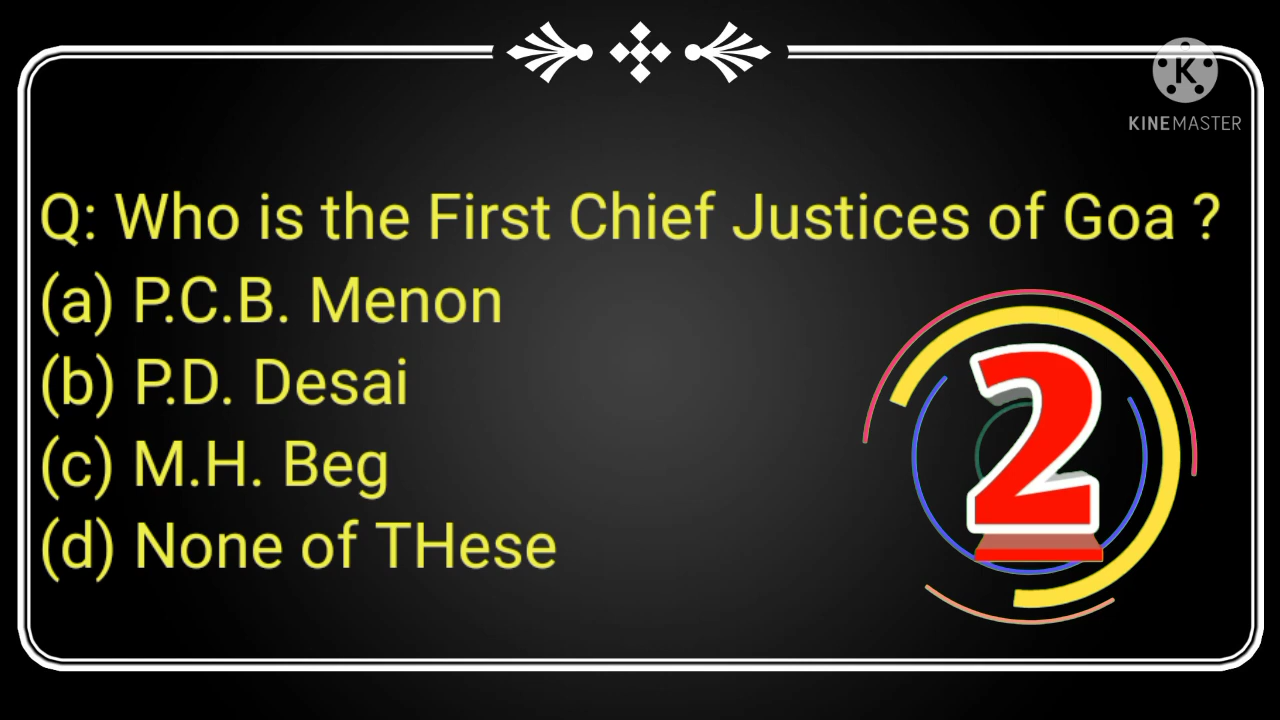 K
KINEMASTER
Q: Who is the First Chief Justices of Goa ?
(a) P.C.B. Menon
(b) P.D. Desai
(c) M.H. Beg
(d) None of THese
2